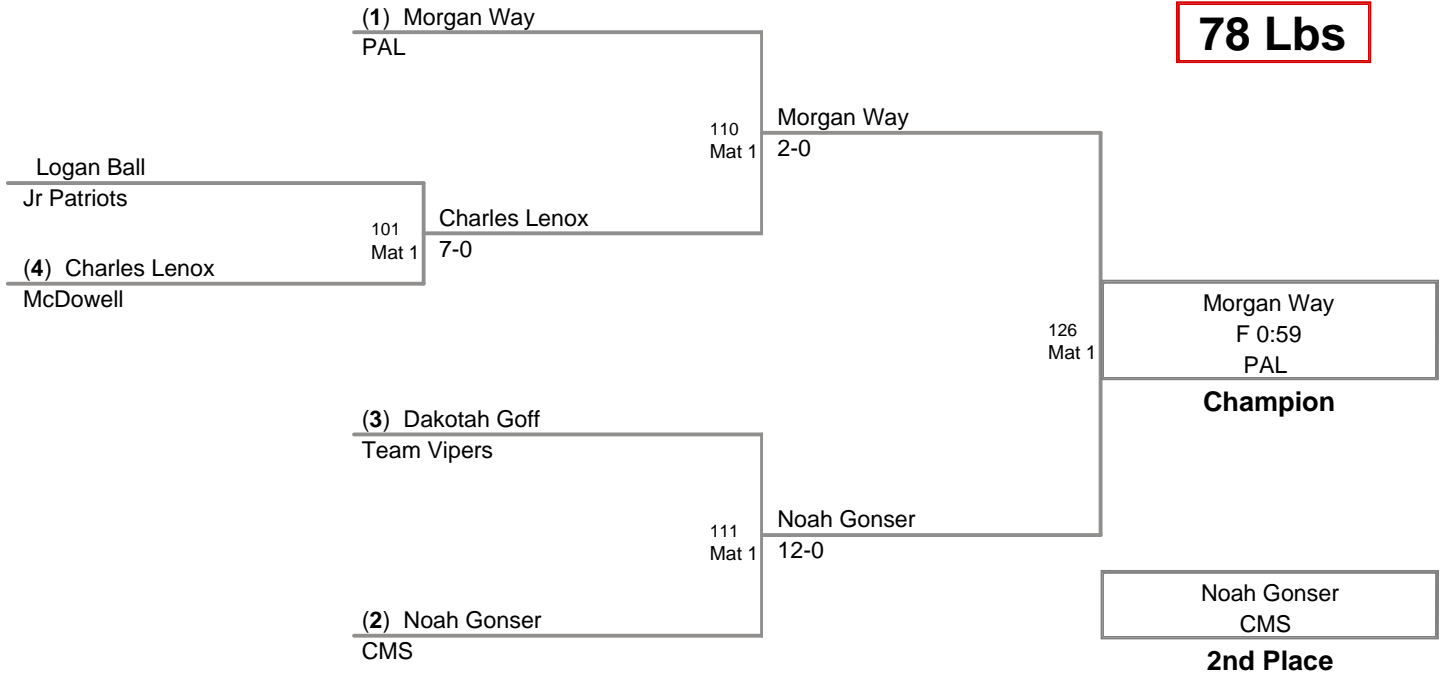 (1) Morgan Way
PAL
78 Lbs
110
Mat 1
Morgan Way
2-0
Logan Ball
Jr Patriots
101
Mat 1
Charles Lenox
7-0
(4) Charles Lenox
McDowell
126
Mat 1
Morgan Way
F 0:59
PAL
Champion
(3) Dakotah Goff
Team Vipers
111
Mat 1
Noah Gonser
12-0
(2) Noah Gonser
CMS
Noah Gonser
CMS
2nd Place